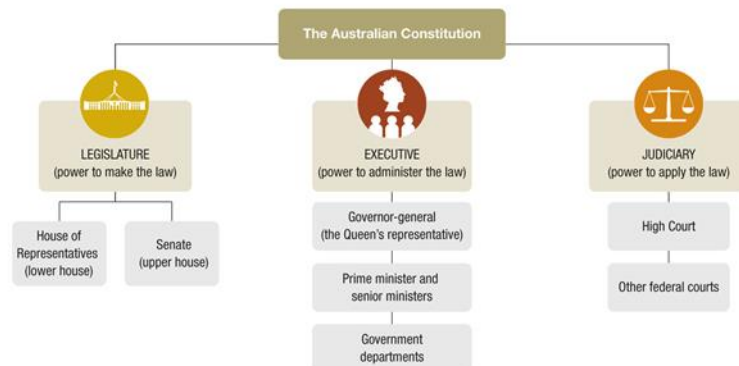 The Australian Constitution
LEGISLATURE
(power to make the law)
House of
Representatives
(lower house)
Senate
(upper house)
EXECUTIVE
(power to administer the law)
Governor-general
(the Queen's representative)
Prime minister and
senior ministers
Government
departments
JUDICIARY
(power to apply the law)
High Court
Other federal courts